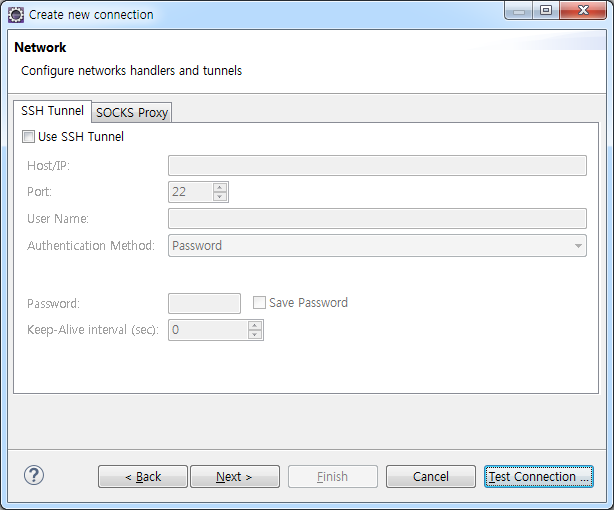 Create new connection
Network
Configure networks handlers and tunnels
SSH Tunnel SOCKS Proxy
Use SSH Tunnel
Host/IP:
Port: 22
User Name:
Authentication Method: Password
Password: Save Password
Keep-Alive interval (sec): 0
? < Back Next > Finish Cancel Test Connection ...